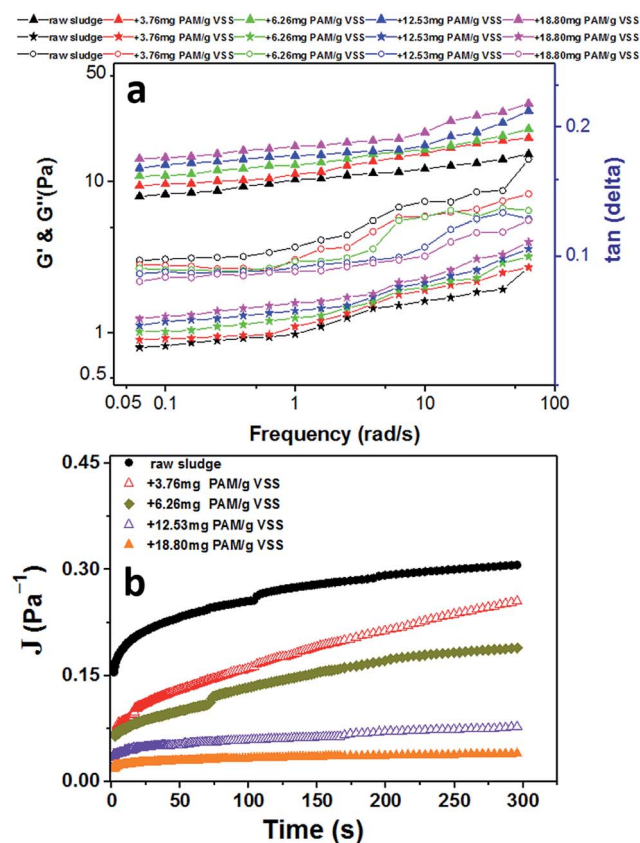 raw sludge +3.76mg PAM/g VSS +6.26mg PAM/g VSS +12.53mg PAM/g VSS +18.80mg PAM/g VSS
raw sludge +3.76mg PAM/g VSS +6.26mg PAM/g VSS +12.53mg PAM/g VSS +18.80mg PAM/g VSS
raw sludge +3.76mg PAM/g VSS +6.26mg PAM/g VSS +12.53mg PAM/g VSS +18.80mg PAM/g VSS
a
50
10
1
0.5
G' & G"(Pa)
0.2
0.1
tan (delta)
0.05 0.1 1 10 100
Frequency (rad/s)
b
raw sludge
+3.76mg PAM/g VSS
+6.26mg PAM/g VSS
+12.53mg PAM/g VSS
+18.80mg PAM/g VSS
0.45
0.30
0.15
0.00
J (Pa⁻¹)
0 50 100 150 200 250 300
Time (s)